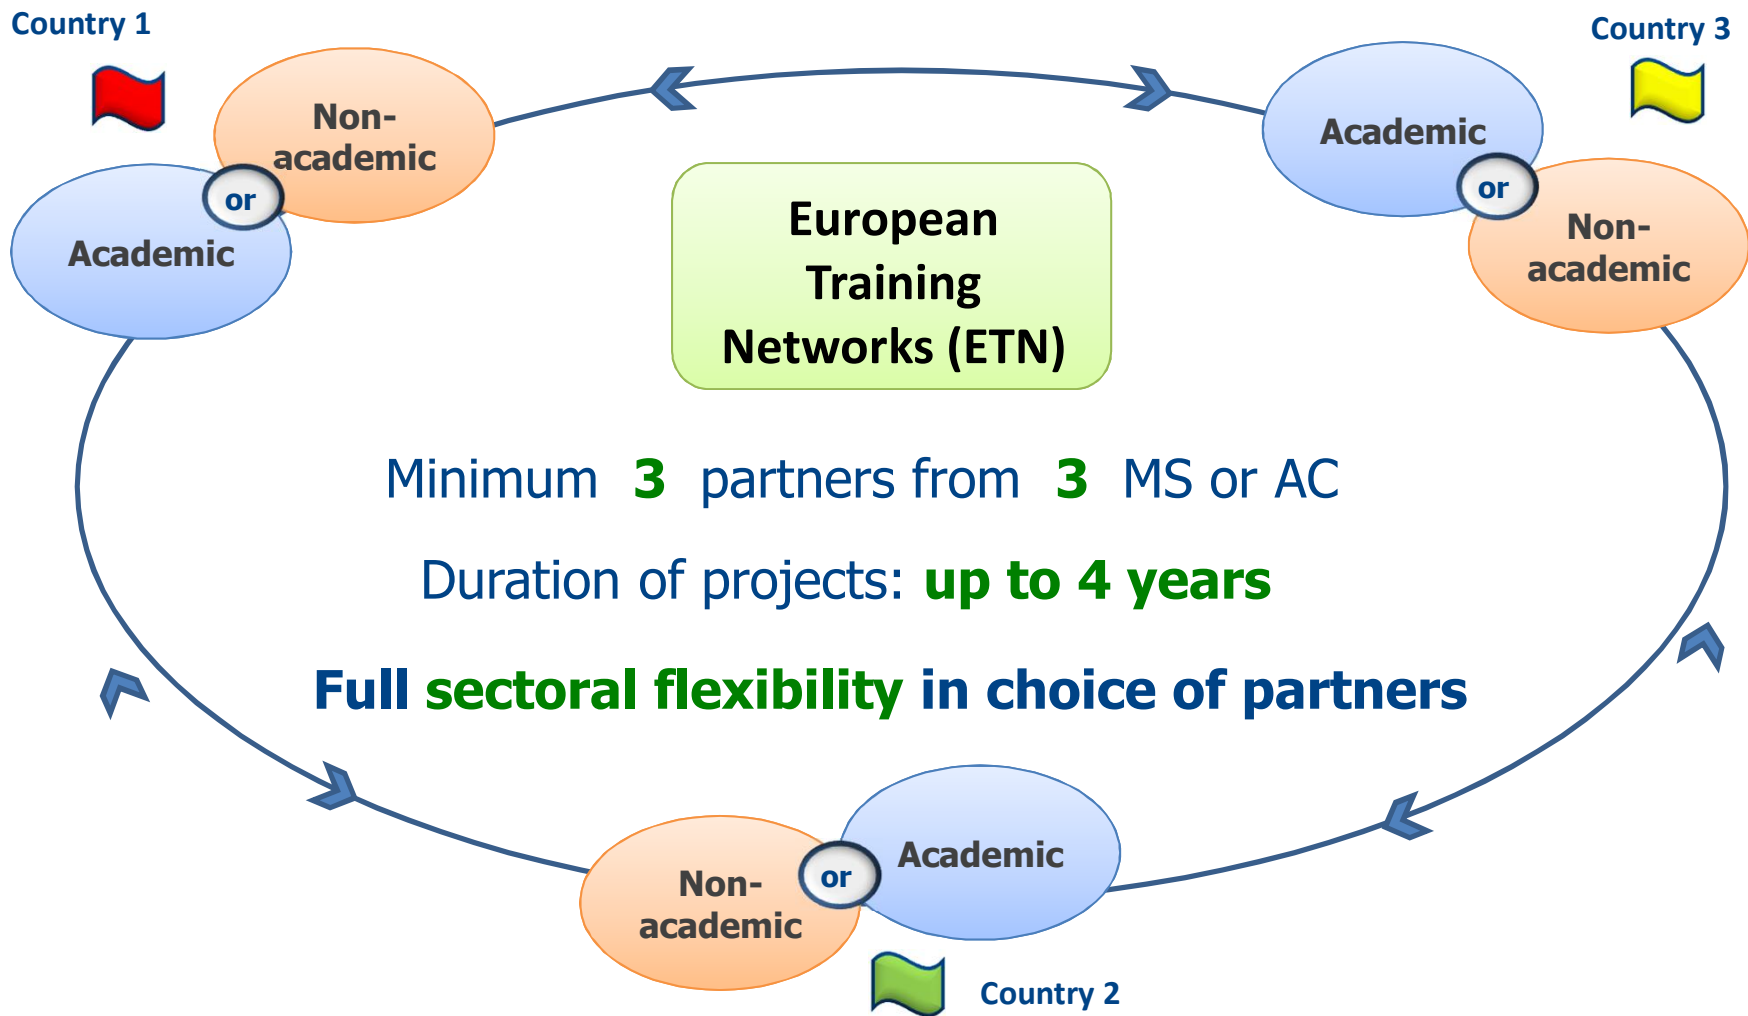 Country 1
Country 3
Non-
academic
or
Academic
Academic
or
Non-
academic
European
Training
Networks (ETN)
Minimum 3 partners from 3 MS or AC
Duration of projects: up to 4 years
Full sectoral flexibility in choice of partners
Non-
academic
or
Academic
Country 2